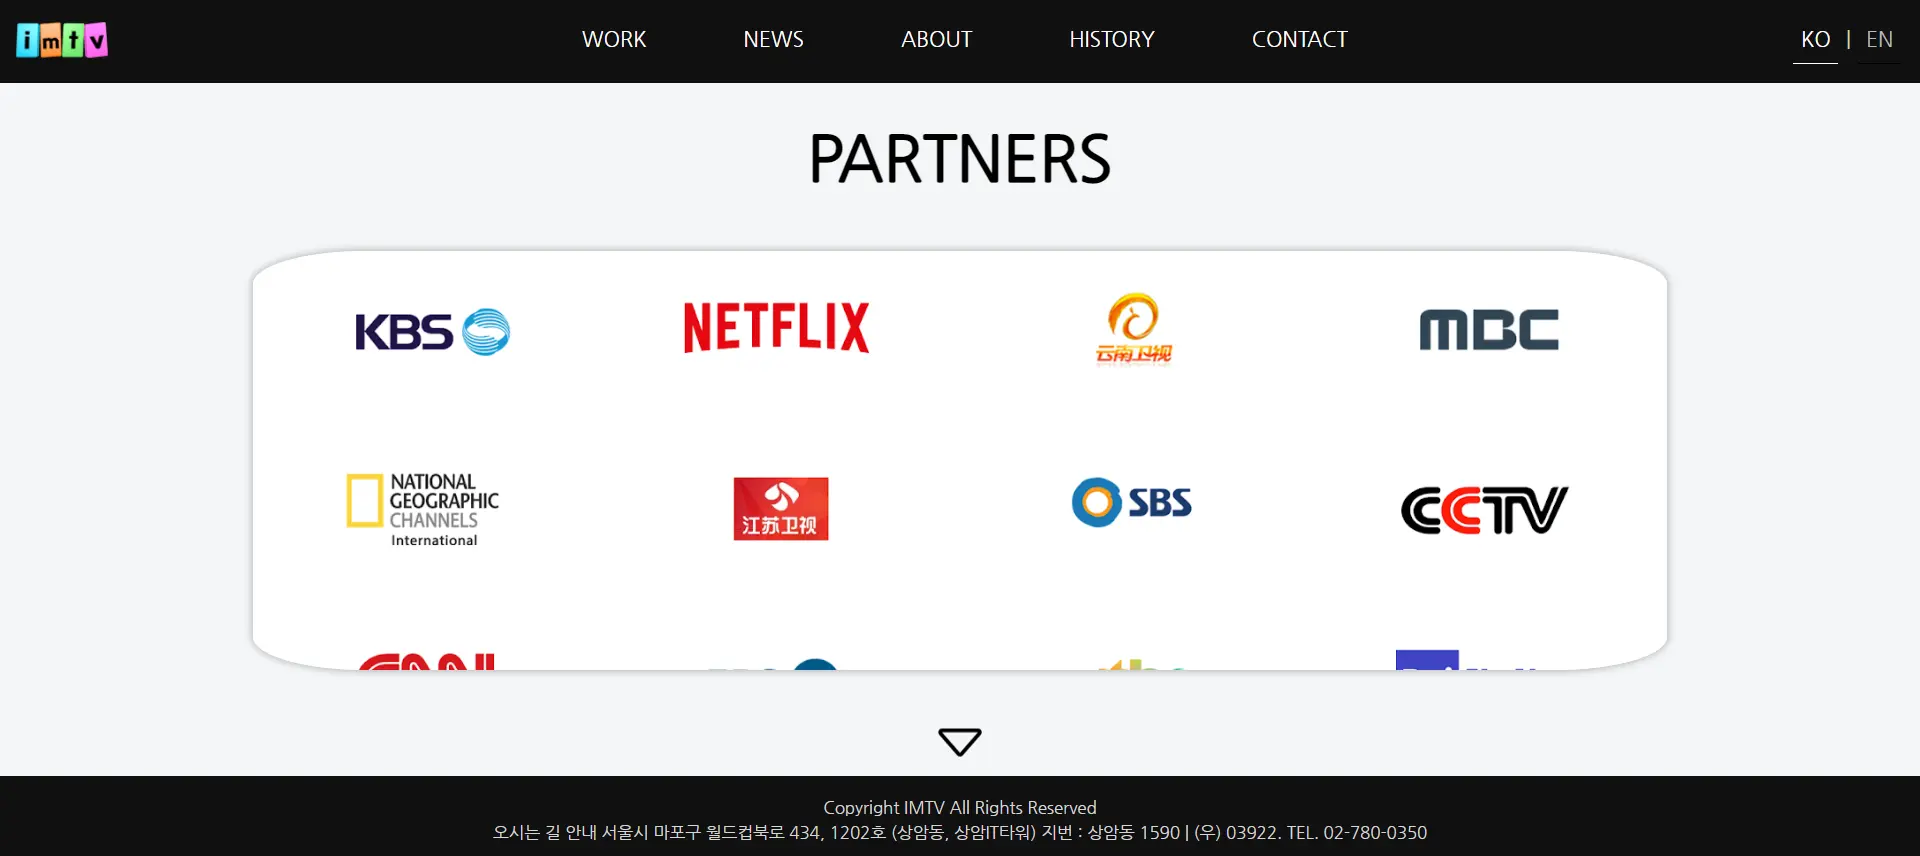 imtv
WORK NEWS ABOUT HISTORY CONTACT KO | EN
PARTNERS
KBS NETFLIX 云南卫视 MBC
NATIONAL
GEOGRAPHIC
CHANNELS
International
江苏卫视
SBS
CCTV
CNN
Copyright IMTV All Rights Reserved
오시는 길 안내 서울시 마포구 월드컵북로 434, 1202호 (상암동, 상암IT타워) 지번 : 상암동 1590 | (우) 03922. TEL. 02-780-0350